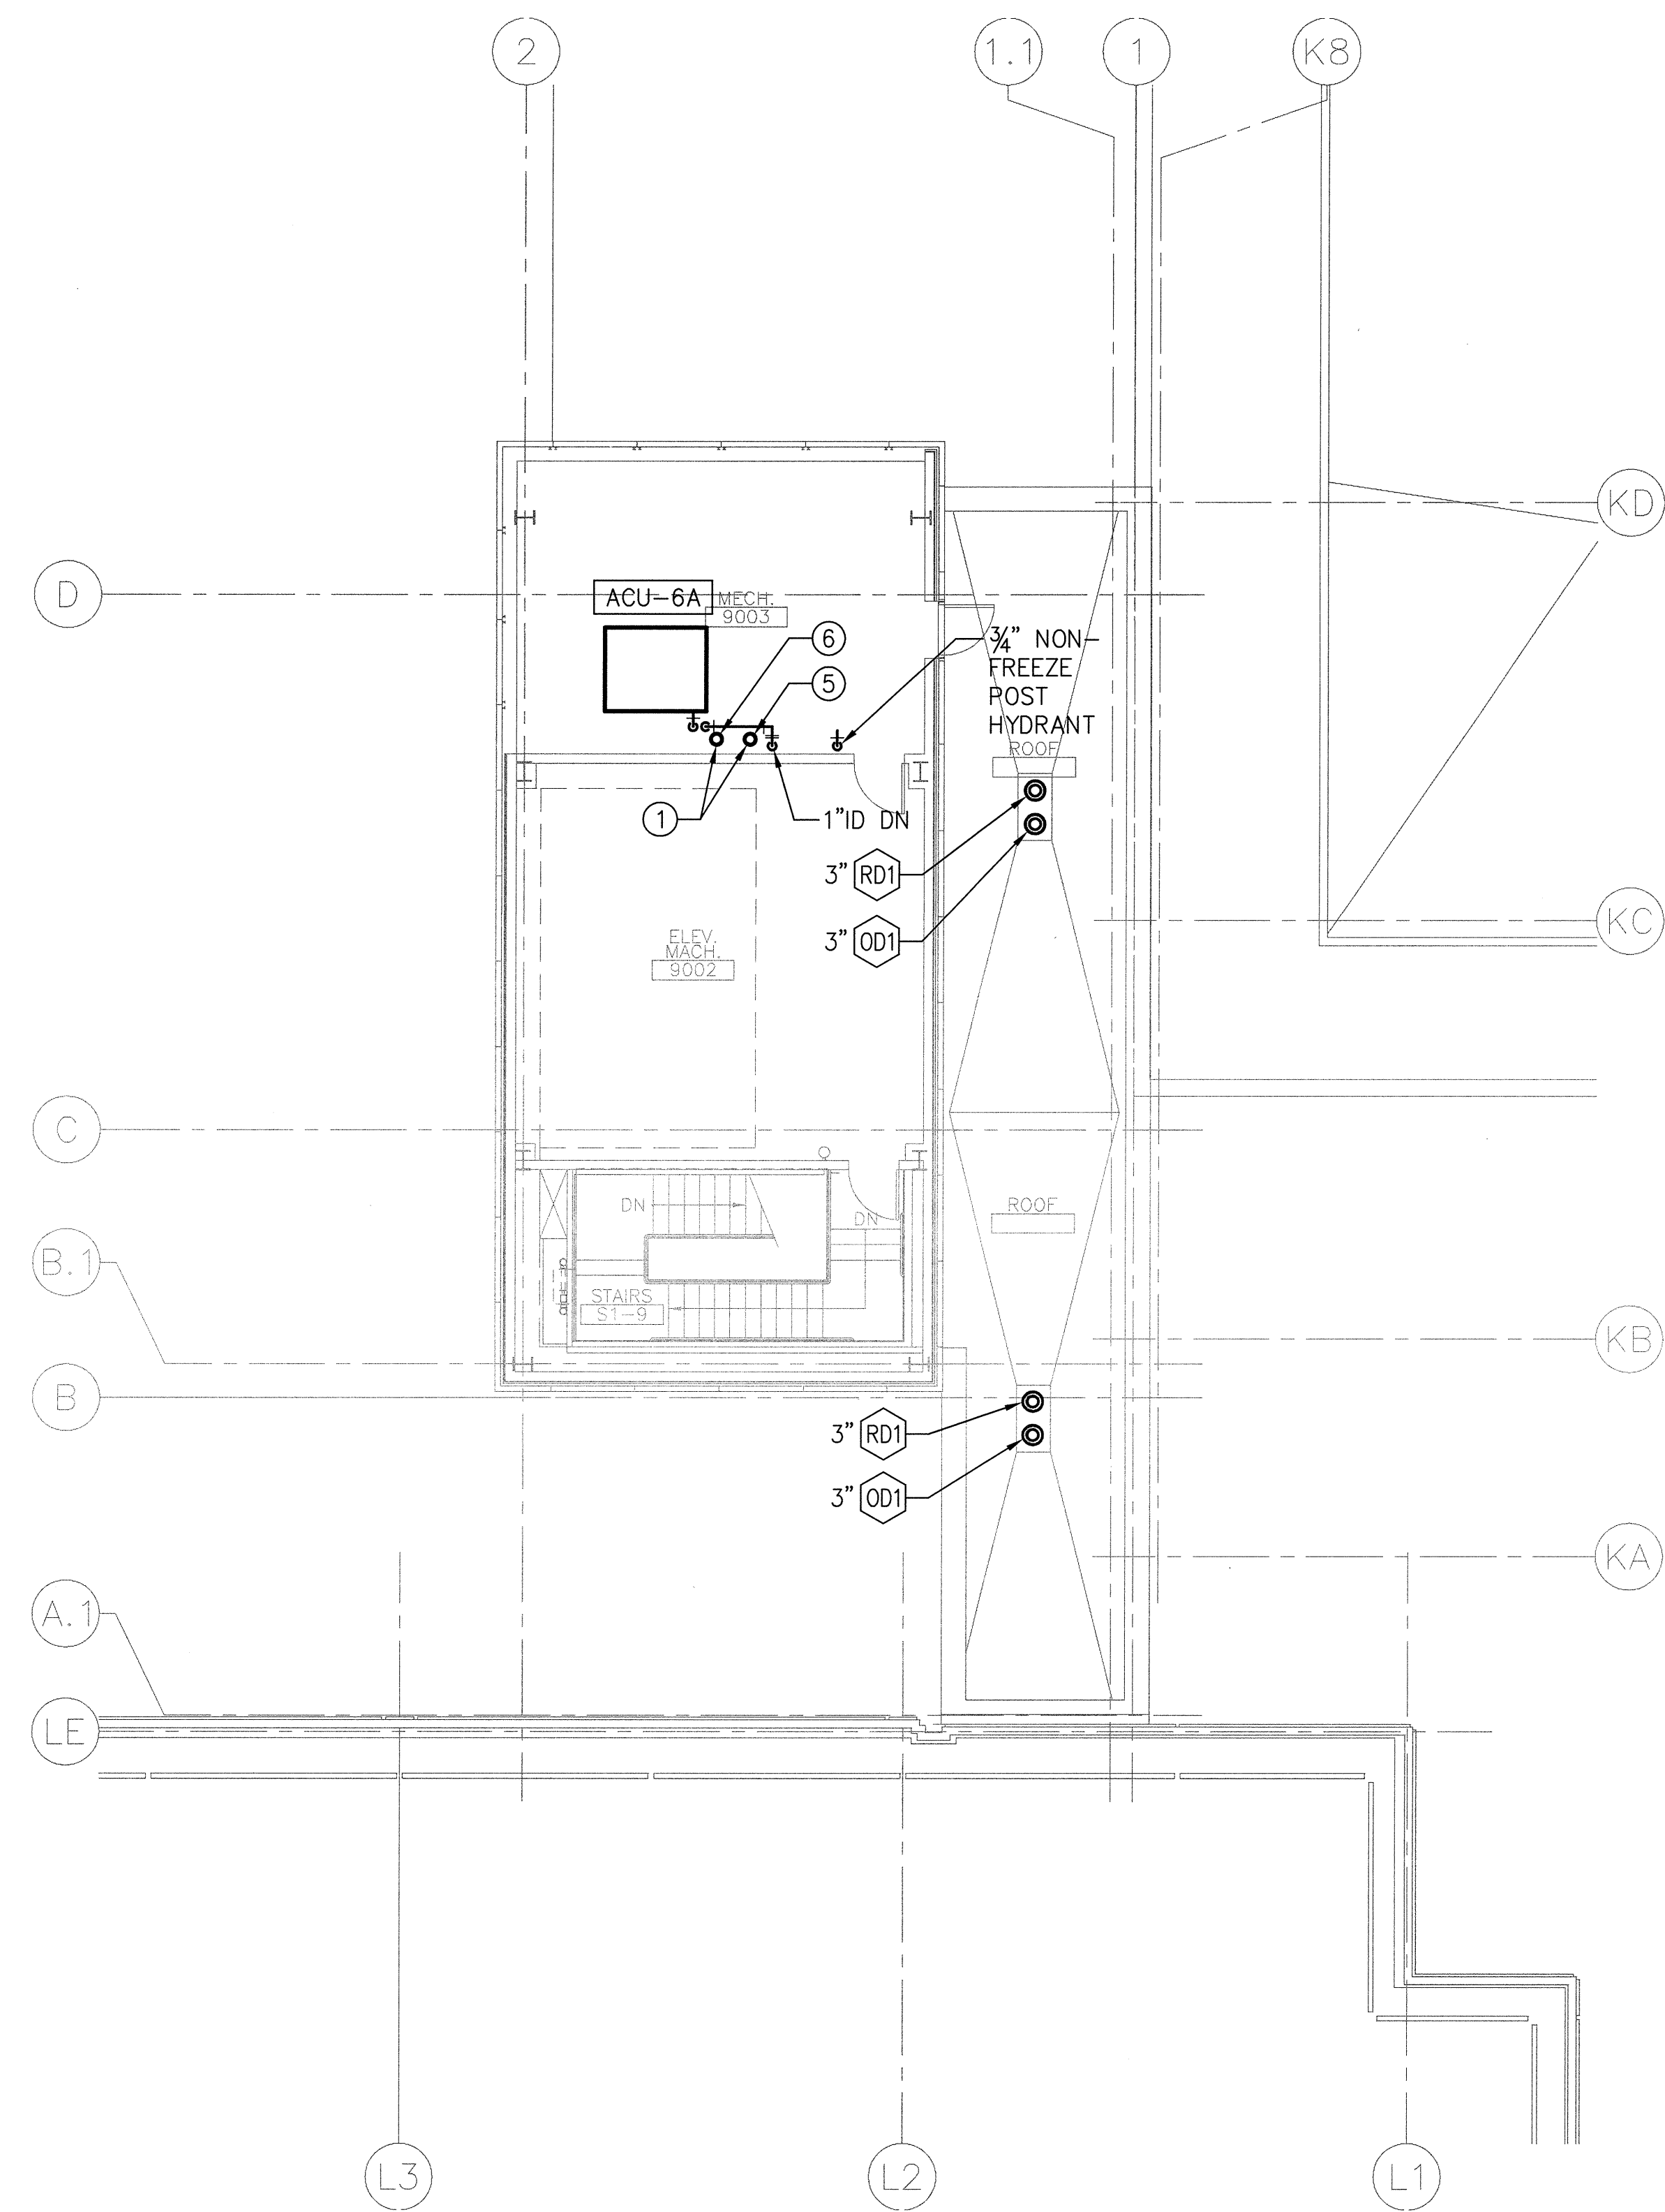 2
1.1
1
K8
KD
D
ACU-6A
MECH.
9003
6
5
¾" NON-
FREEZE
POST
HYDRANT
ROOF
1
1"ID DN
3" RD1
3" OD1
KC
ELEV.
MACH.
9002
C
DN
DN
ROOF
B.1
STAIRS
S1-9
KB
B
3" RD1
3" OD1
KA
A.1
LE
L3
L2
L1